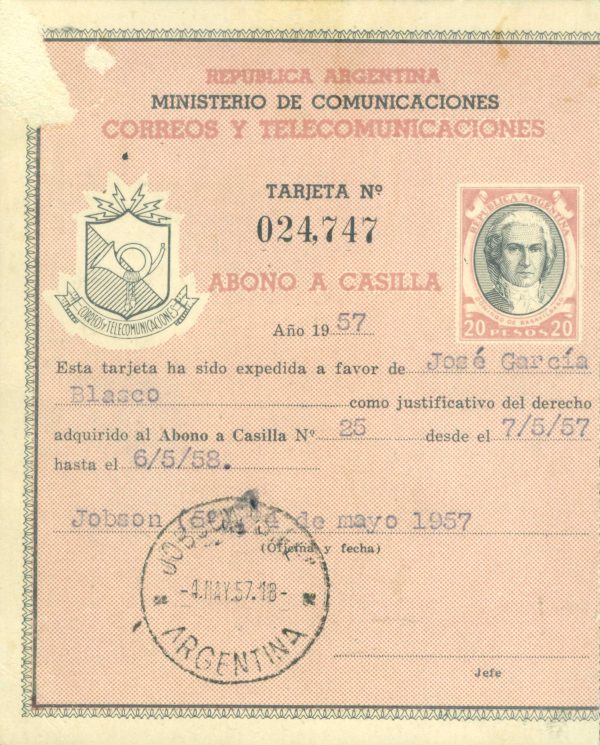 REPUBLICA ARGENTINA
MINISTERIO DE COMUNICACIONES
CORREOS Y TELECOMUNICACIONES
TARJETA Nº
024,747
ABONO A CASILLA
CORREOS Y TELECOMUNICACIONES
REPUBLICA ARGENTINA
20 PESOS 20
Año 1957
Esta tarjeta ha sido expedida a favor de José García
Blasco como justificativo del derecho
adquirido al Abono a Casilla Nº 25 desde el 7/5/57
hasta el 6/5/58.
Jobson de mayo 1957
(Oficina y fecha)
-4.MAY.57.18-
ARGENTINA
Jefe